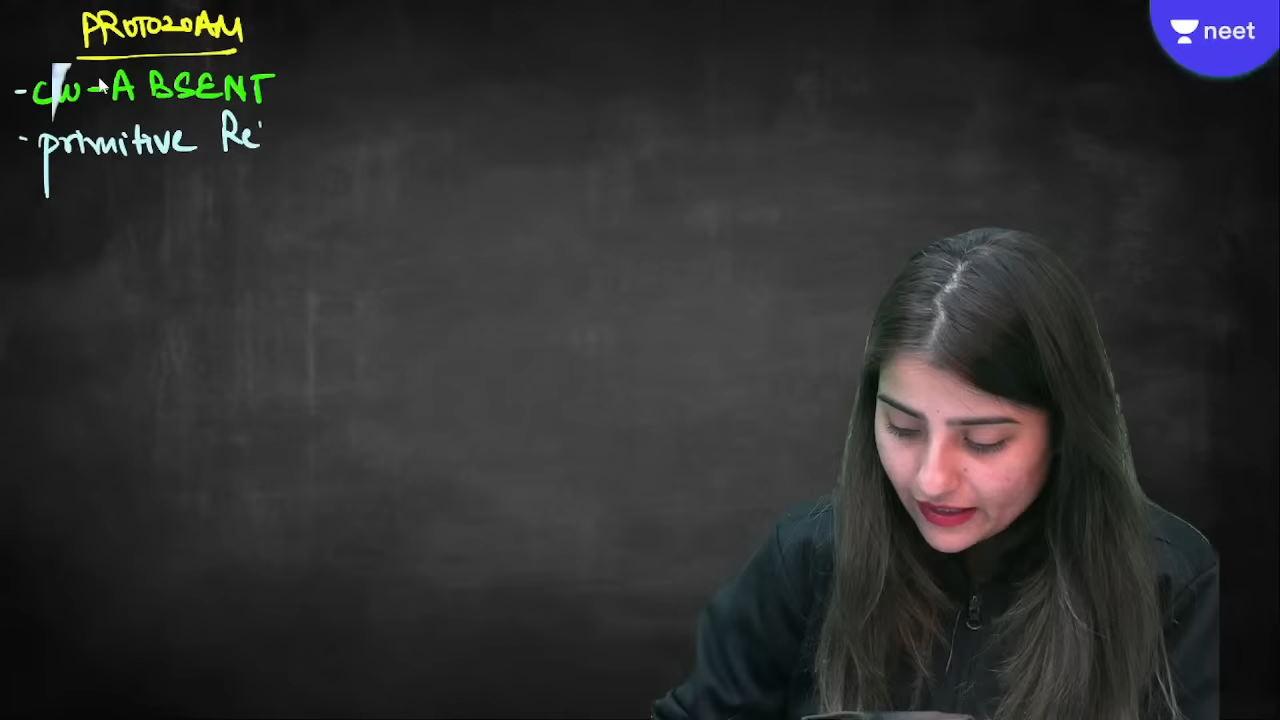 PROTOZOAN
neet
- CW → ABSENT
- primitive Re